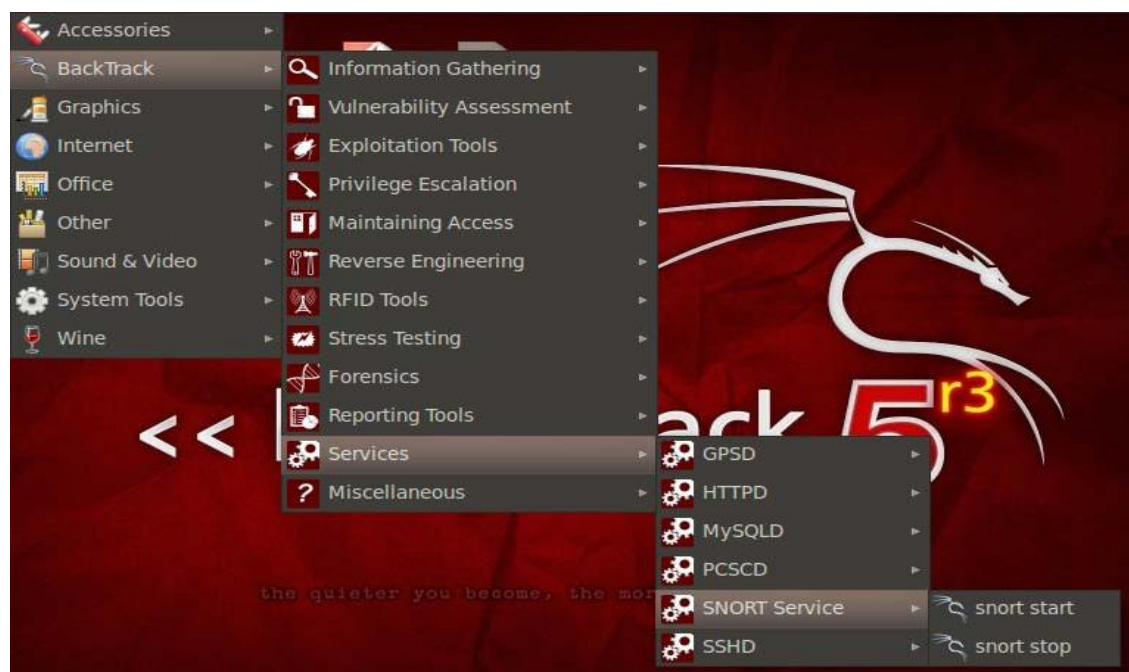 Accessories
BackTrack
Graphics
Internet
Office
Other
Sound & Video
System Tools
Wine
Information Gathering
Vulnerability Assessment
Exploitation Tools
Privilege Escalation
Maintaining Access
Reverse Engineering
RFID Tools
Stress Testing
Forensics
Reporting Tools
Services
Miscellaneous
GPSD
HTTPD
MySQLD
PCSCD
SNORT Service
SSHD
snort start
snort stop
<< ack 5 r3
the quieter you become, the mor